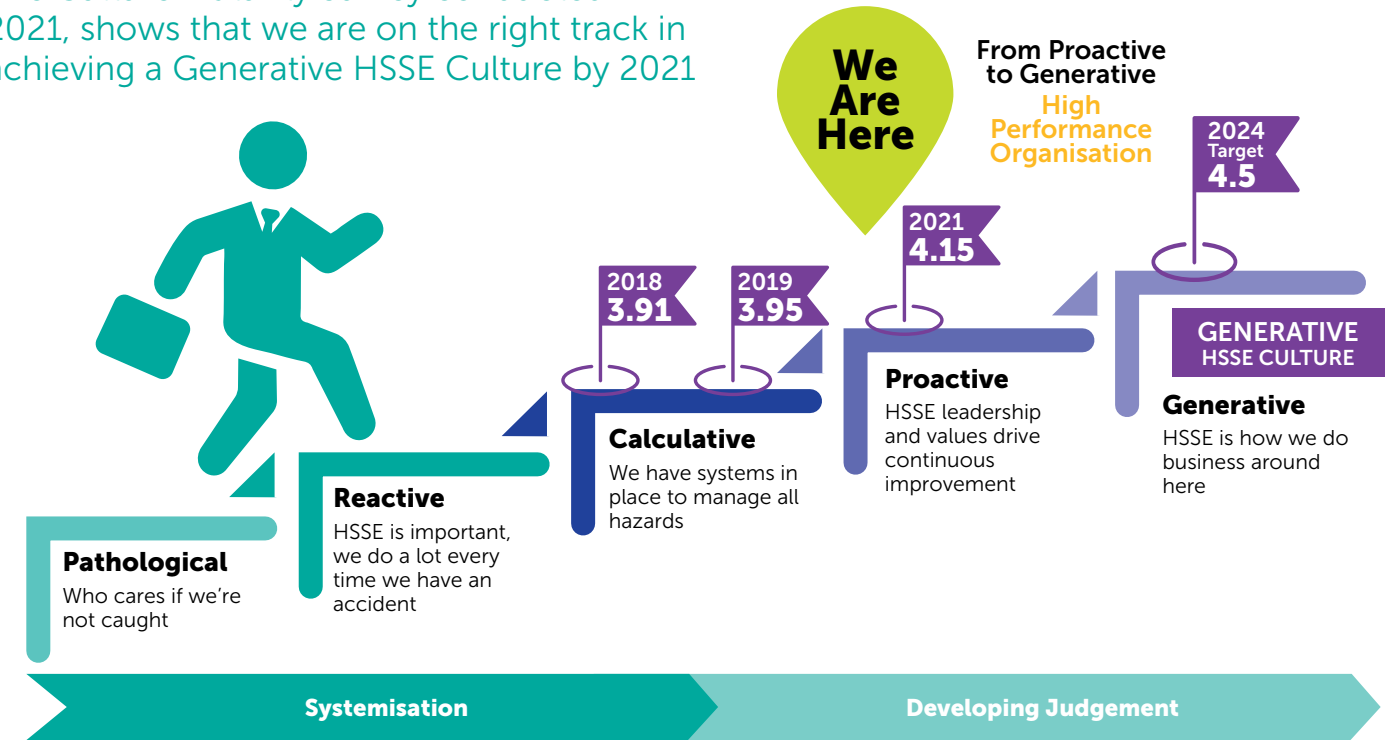 2021, shows that we are on the right track in
achieving a Generative HSSE Culture by 2021
We
Are
Here
From Proactive
to Generative
High
Performance
Organisation
2024
Target
4.5
2021
4.15
2018
3.91
2019
3.95
GENERATIVE
HSSE CULTURE
Pathological
Who cares if we're
not caught
Reactive
HSSE is important,
we do a lot every
time we have an
accident
Calculative
We have systems in
place to manage all
hazards
Proactive
HSSE leadership
and values drive
continuous
improvement
Generative
HSSE is how we do
business around
here
Systemisation
Developing Judgement